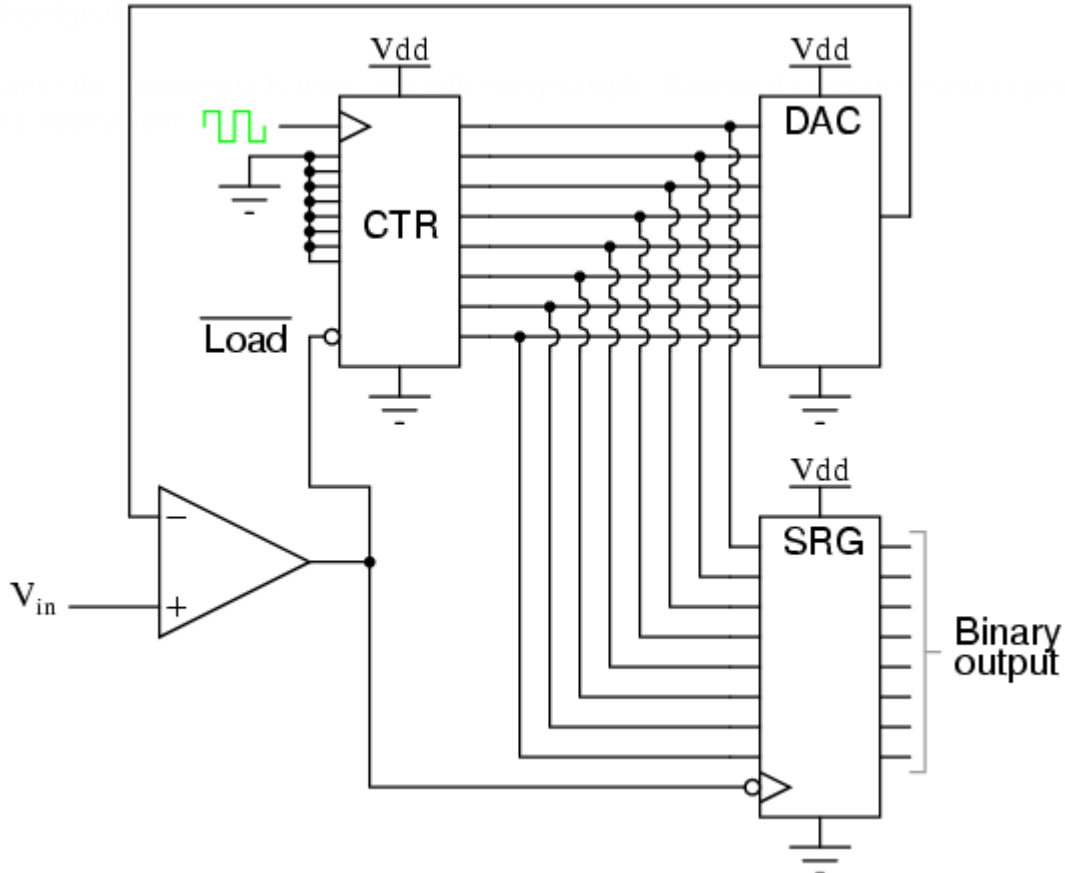 Vdd
Vdd
DAC
CTR
Load
Vdd
SRG
−
Vin
+
Binary
output